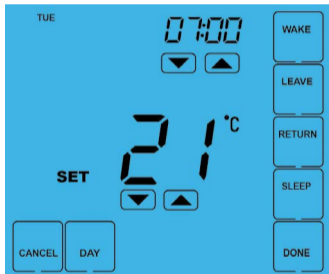 TUE
07:00
WAKE
LEAVE
21 °C
RETURN
SET
SLEEP
CANCEL
DAY
DONE